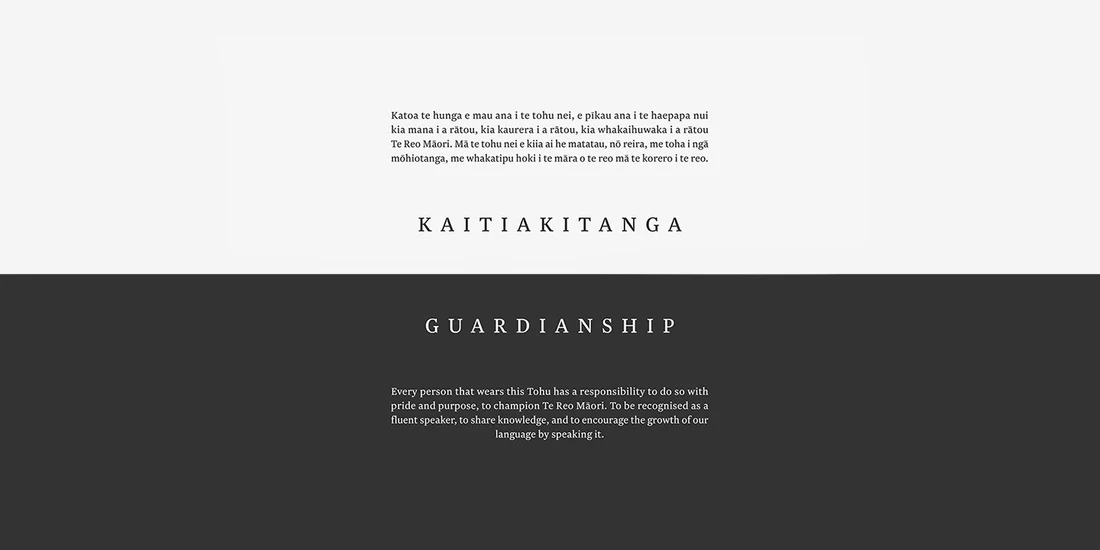 Katoa te hunga e mau ana i te tohu nei, e pīkau ana i te haepapa nui
kia mana i a rātou, kia kaurera i a rātou, kia whakaihuwaka i a rātou
Te Reo Māori. Mā te tohu nei e kiia ai he matatau, nō reira, me toha i ngā
mōhiotanga, me whakatipu hoki i te māra o te reo mā te korero i te reo.
KAITIAKITANGA
GUARDIANSHIP
Every person that wears this Tohu has a responsibility to do so with
pride and purpose, to champion Te Reo Māori. To be recognised as a
fluent speaker, to share knowledge, and to encourage the growth of our
language by speaking it.